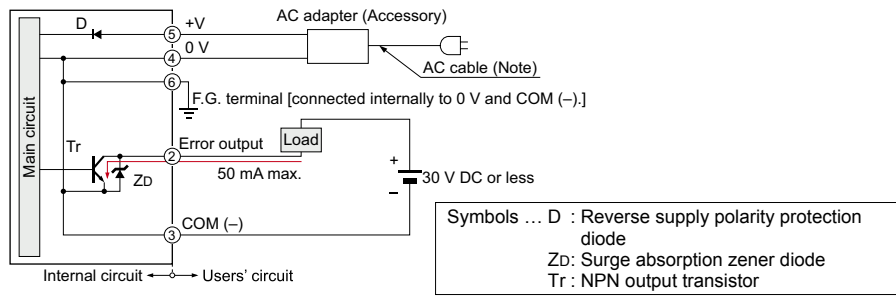 D
+V
AC adapter (Accessory)
5
0 V
4
AC cable (Note)
6
F.G. terminal [connected internally to 0 V and COM (–).]
Main circuit
Tr
Error output
Load
2
ZD
50 mA max.
+
30 V DC or less
–
COM (–)
3
Internal circuit
Users' circuit
Symbols ... D : Reverse supply polarity protection
diode
ZD: Surge absorption zener diode
Tr : NPN output transistor